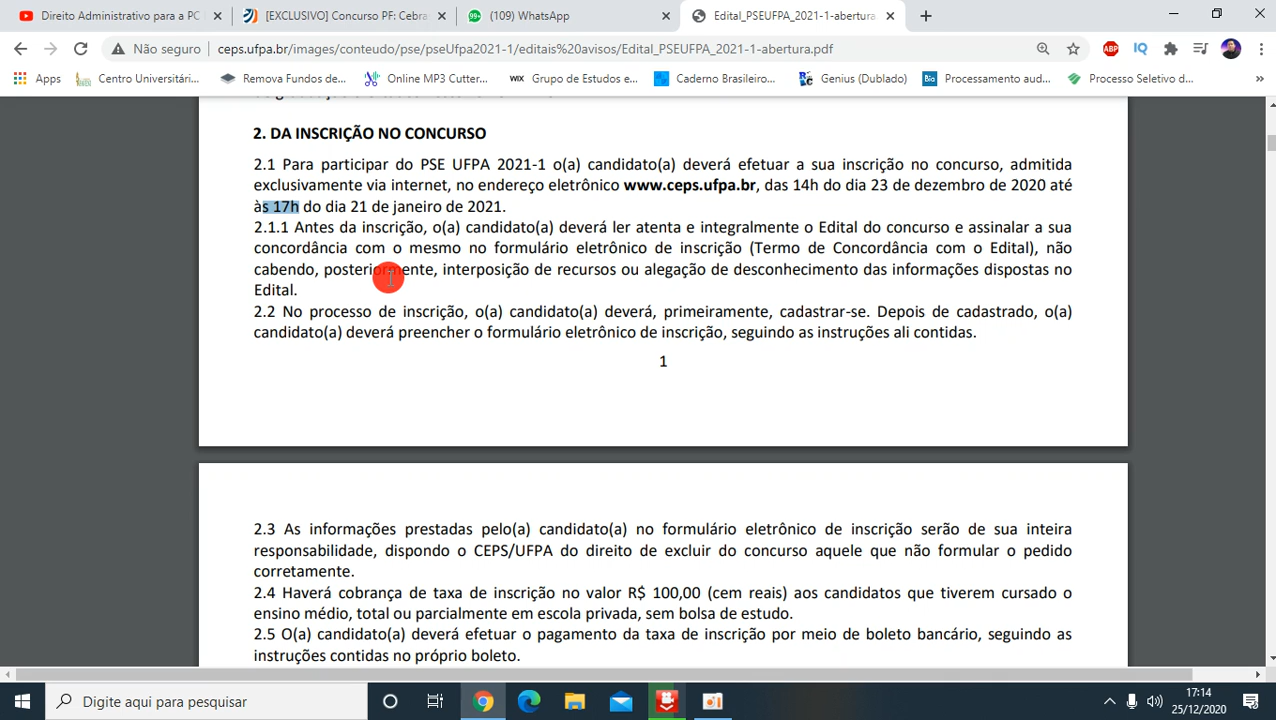 Direito Administrativo para a PC
[EXCLUSIVO] Concurso PF: Cebra
99+
(109) WhatsApp
Edital_PSEUFPA_2021-1-abertura
Não seguro
ceps.ufpa.br/images/conteudo/pse/pseUfpa2021-1/editais%20avisos/Edital_PSEUFPA_2021-1-abertura.pdf
ABP
IQ
Apps
Centro Universitári...
Remova Fundos de...
Online MP3 Cutter...
WIX
Grupo de Estudos e...
Caderno Brasileiro...
Genius (Dublado)
Bio
Processamento aud...
Processo Seletivo d...
»
2. DA INSCRIÇÃO NO CONCURSO
2.1 Para participar do PSE UFPA 2021-1 o(a) candidato(a) deverá efetuar a sua inscrição no concurso, admitida
exclusivamente via internet, no endereço eletrônico www.ceps.ufpa.br, das 14h do dia 23 de dezembro de 2020 até
às 17h do dia 21 de janeiro de 2021.
2.1.1 Antes da inscrição, o(a) candidato(a) deverá ler atenta e integralmente o Edital do concurso e assinalar a sua
concordância com o mesmo no formulário eletrônico de inscrição (Termo de Concordância com o Edital), não
cabendo, posteriormente, interposição de recursos ou alegação de desconhecimento das informações dispostas no
Edital.
2.2 No processo de inscrição, o(a) candidato(a) deverá, primeiramente, cadastrar-se. Depois de cadastrado, o(a)
candidato(a) deverá preencher o formulário eletrônico de inscrição, seguindo as instruções ali contidas.
1
2.3 As informações prestadas pelo(a) candidato(a) no formulário eletrônico de inscrição serão de sua inteira
responsabilidade, dispondo o CEPS/UFPA do direito de excluir do concurso aquele que não formular o pedido
corretamente.
2.4 Haverá cobrança de taxa de inscrição no valor R$ 100,00 (cem reais) aos candidatos que tiverem cursado o
ensino médio, total ou parcialmente em escola privada, sem bolsa de estudo.
2.5 O(a) candidato(a) deverá efetuar o pagamento da taxa de inscrição por meio de boleto bancário, seguindo as
instruções contidas no próprio boleto.
Digite aqui para pesquisar
17:14
25/12/2020